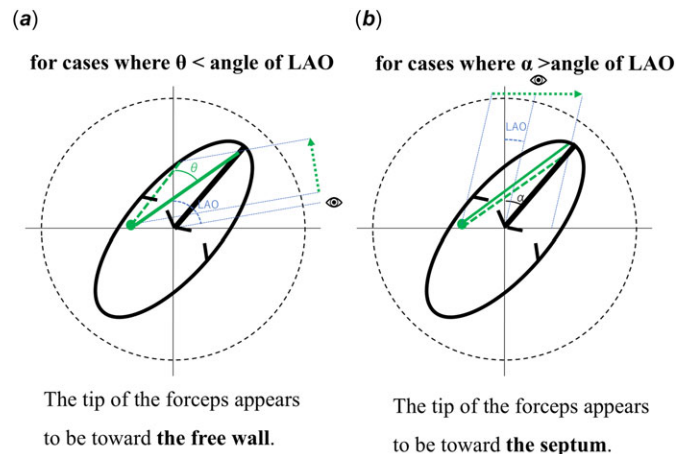 (a)
for cases where θ < angle of LAO
θ
LAO
The tip of the forceps appears
to be toward the free wall.
(b)
for cases where α >angle of LAO
LAO
α
The tip of the forceps appears
to be toward the septum.